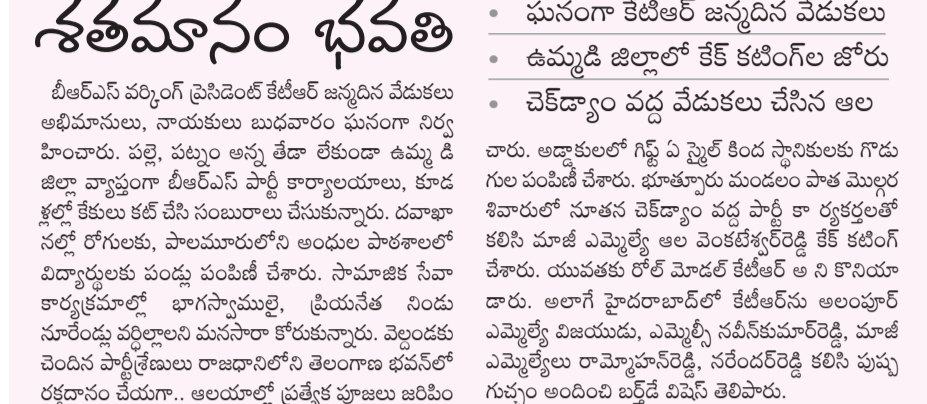 శతమానం భవతి
• ఘనంగా కేటీఆర్ జన్మదిన వేడుకలు
• ఉమ్మడి జిల్లాలో కేక్ కటింగ్‌ల జోరు
• చెక్‌డ్యాం వద్ద వేడుకలు చేసిన ఆల
బీఆర్ఎస్ వర్కింగ్ ప్రెసిడెంట్ కేటీఆర్ జన్మదిన వేడుకలు
అభిమానులు, నాయకులు బుధవారం ఘనంగా నిర్వ
హించారు. పల్లె, పట్నం అన్న తేడా లేకుండా ఉమ్మ డి
జిల్లా వ్యాప్తంగా బీఆర్ఎస్ పార్టీ కార్యాలయాలు, కూడ
ళ్లల్లో కేకులు కట్ చేసి సంబురాలు చేసుకున్నారు. దవాఖా
నల్లో రోగులకు, పాలమూరులోని అంధుల పాఠశాలలో
విద్యార్థులకు పండ్లు పంపిణీ చేశారు. సామాజిక సేవా
కార్యక్రమాల్లో భాగస్వాములై, ప్రియనేత నిండు
నూరేండ్లు వర్ధిల్లాలని మనసారా కోరుకున్నారు. వెల్దండకు
చెందిన పార్టీశ్రేణులు రాజధానిలోని తెలంగాణ భవన్‌లో
రక్తదానం చేయగా.. ఆలయాల్లో ప్రత్యేక పూజలు జరిపిం
చారు. అడ్డాకులలో గిఫ్ట్ ఏ స్మైల్ కింద స్థానికులకు గొడు
గుల పంపిణీ చేశారు. భూత్పూరు మండలం పాత మొల్గర
శివారులో నూతన చెక్‌డ్యాం వద్ద పార్టీ కా ర్యకర్తలతో
కలిసి మాజీ ఎమ్మెల్యే ఆల వెంకటేశ్వర్‌రెడ్డి కేక్ కటింగ్
చేశారు. యువతకు రోల్ మోడల్ కేటీఆర్ అ ని కొనియా
డారు. అలాగే హైదరాబాద్‌లో కేటీఆర్‌ను అలంపూర్
ఎమ్మెల్యే విజయుడు, ఎమ్మెల్సీ నవీన్‌కుమార్‌రెడ్డి, మాజీ
ఎమ్మెల్యేలు రామ్మోహన్‌రెడ్డి, నరేందర్‌రెడ్డి కలిసి పుష్ప
గుచ్ఛం అందించి బర్త్‌డే విషెస్ తెలిపారు.